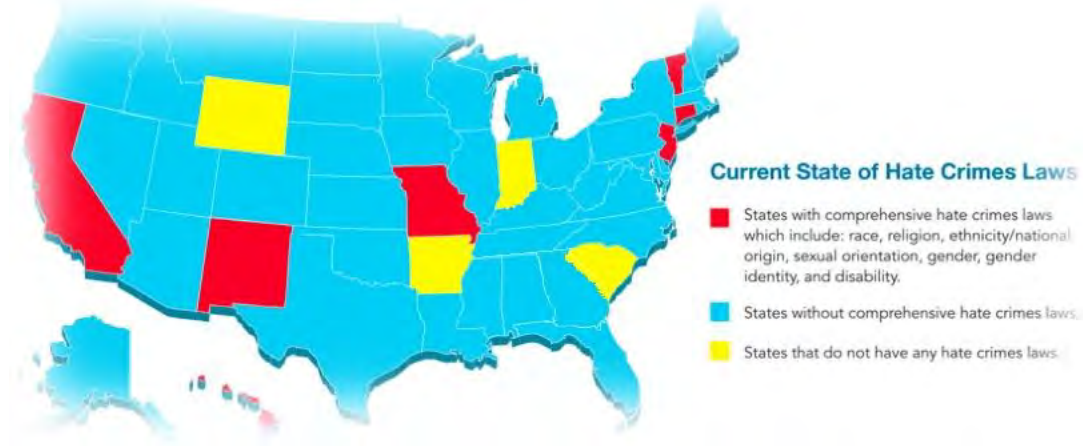 Current State of Hate Crimes Laws
States with comprehensive hate crimes laws
which include: race, religion, ethnicity/national
origin, sexual orientation, gender, gender
identity, and disability.
States without comprehensive hate crimes laws.
States that do not have any hate crimes laws.